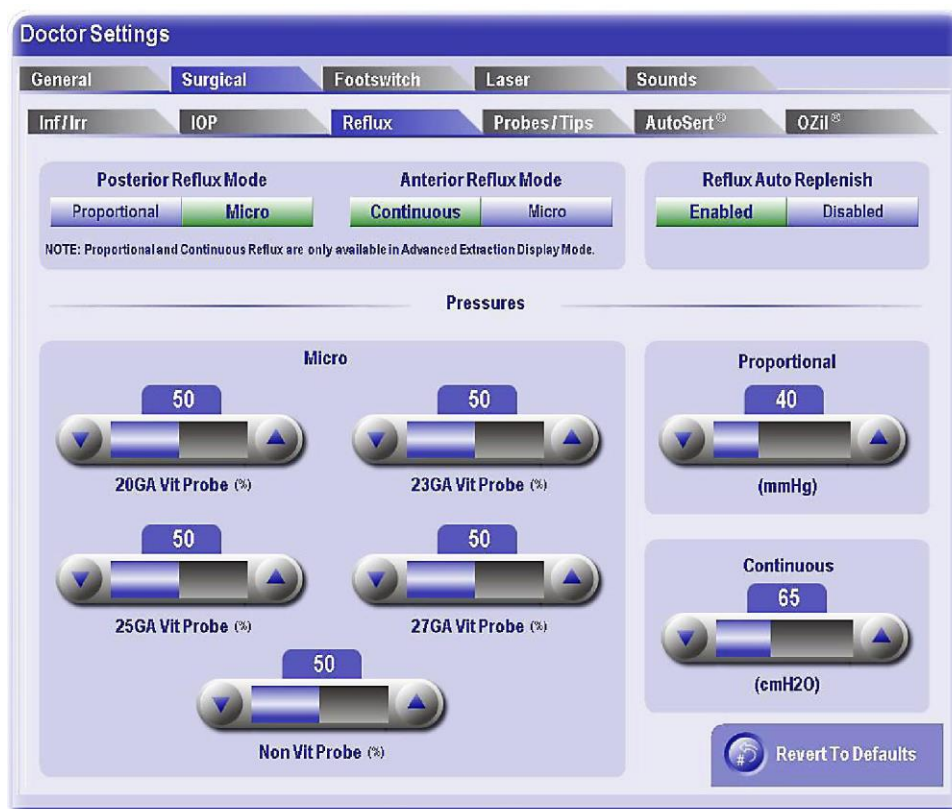 Doctor Settings
General Surgical Footswitch Laser Sounds
Inf/Irr IOP Reflux Probes/Tips AutoSert® OZil®
Posterior Reflux Mode
Proportional Micro
Anterior Reflux Mode
Continuous Micro
NOTE: Proportional and Continuous Reflux are only available in Advanced Extraction Display Mode.
Reflux Auto Replenish
Enabled Disabled
Pressures
Micro
50
20GA Vit Probe (%)
50
23GA Vit Probe (%)
50
25GA Vit Probe (%)
50
27GA Vit Probe (%)
50
Non Vit Probe (%)
Proportional
40
(mmHg)
Continuous
65
(cmH2O)
# Revert To Defaults